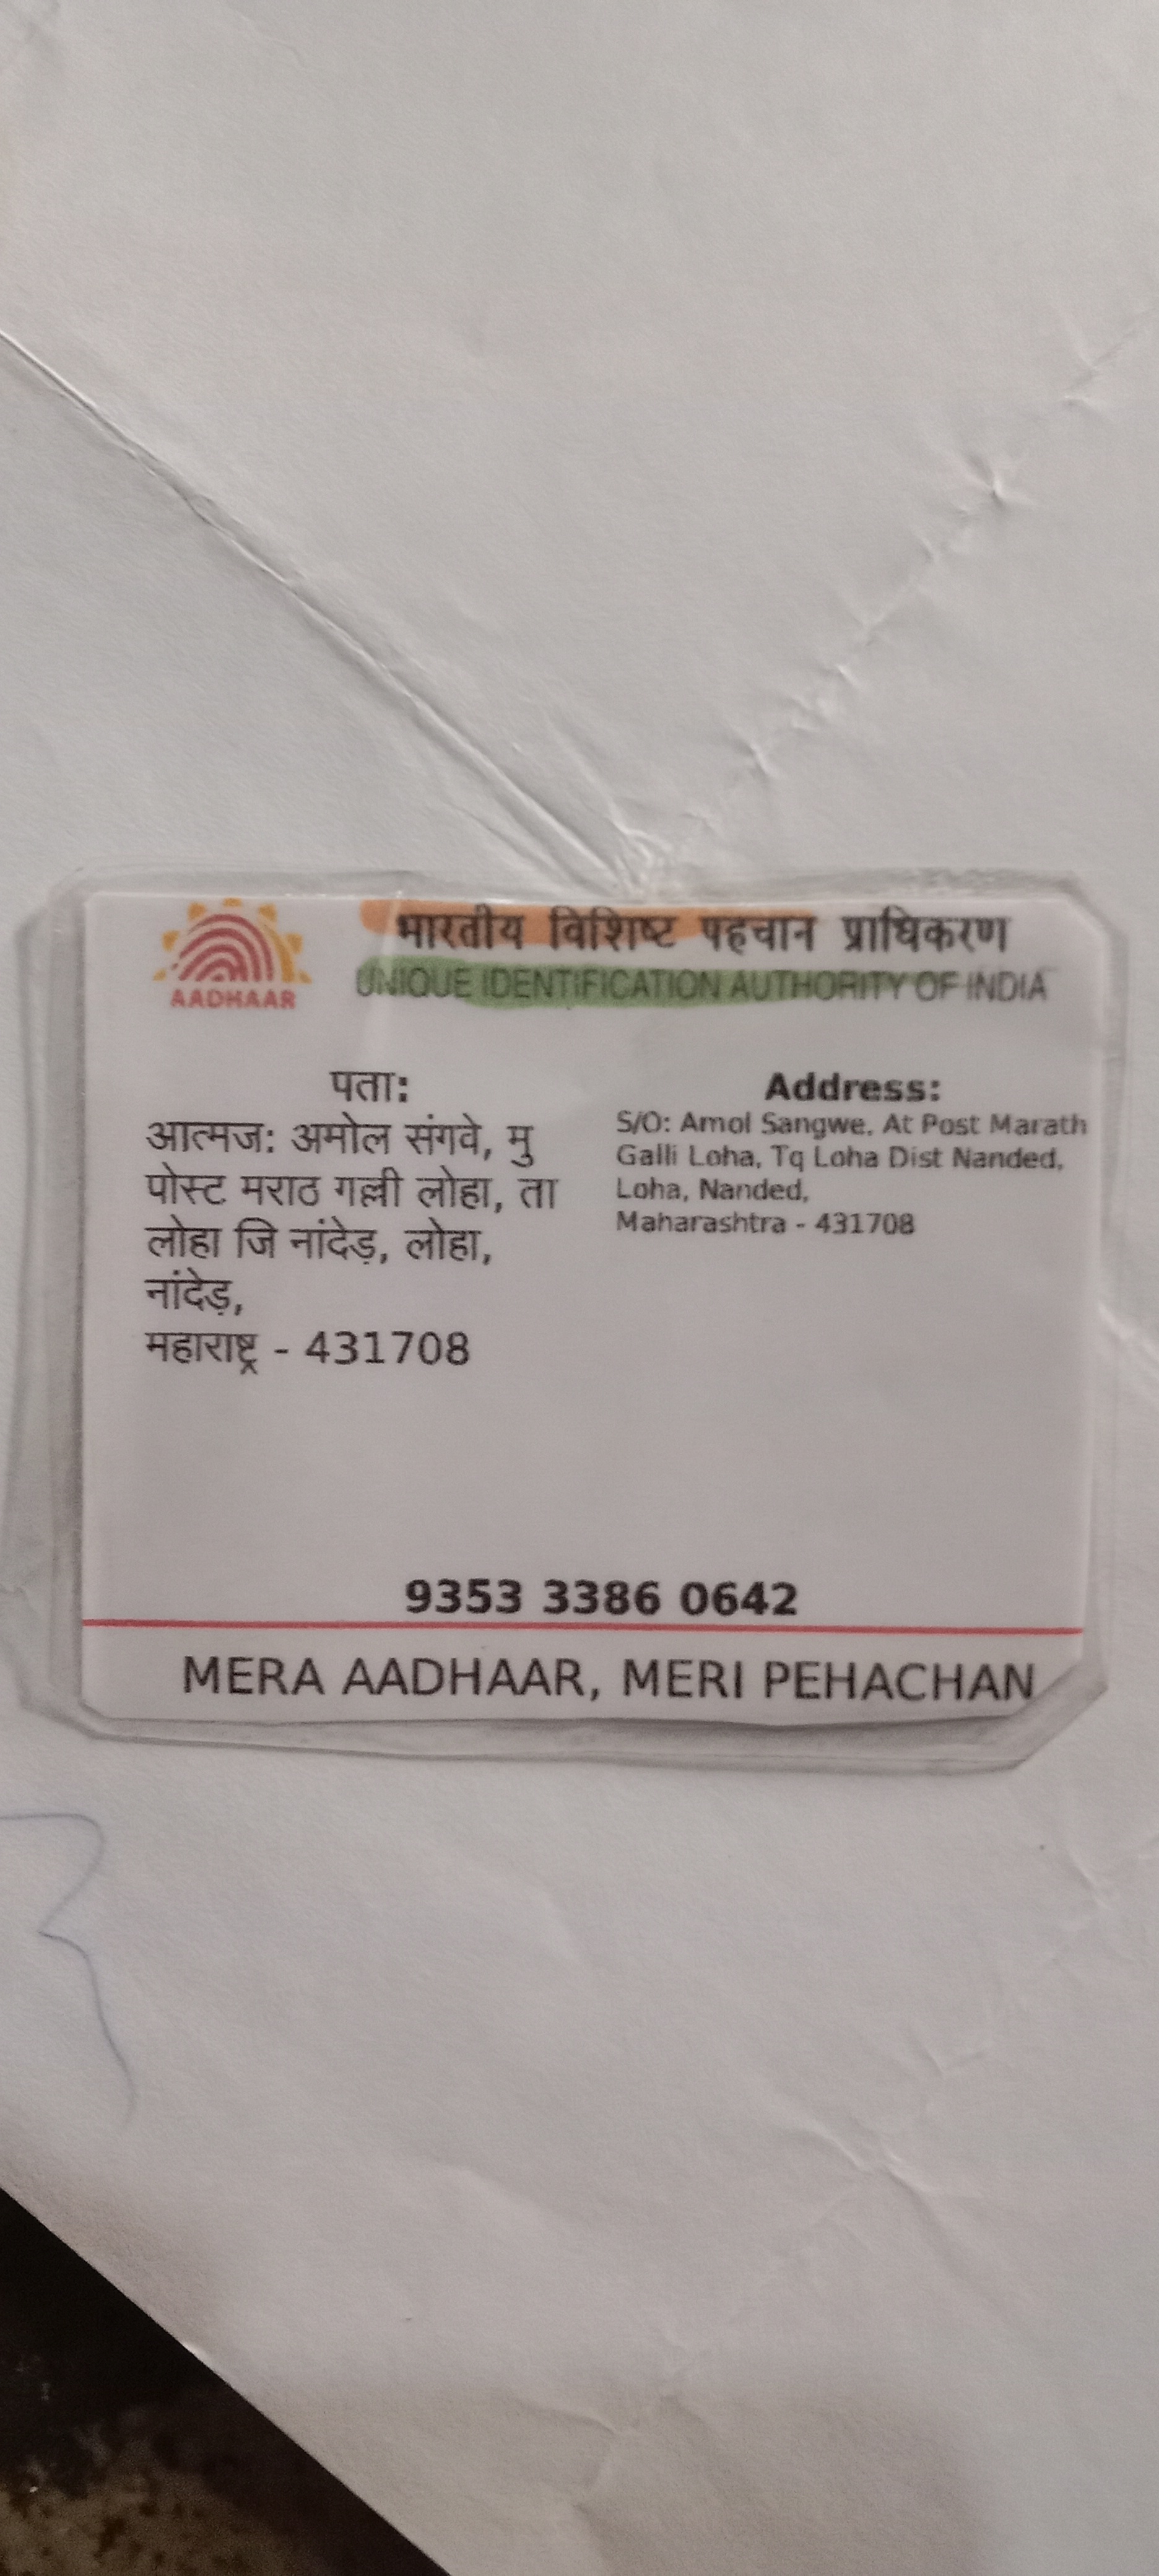 भारतीय विशिष्ट पहचान प्राधिकरण
UNIQUE IDENTIFICATION AUTHORITY OF INDIA
AADHAAR
पता:
आत्मज: अमोल संगवे, मु
पोस्ट मराठ गल्ली लोहा, ता
लोहा जि नांदेड़, लोहा,
नांदेड़,
महाराष्ट्र - 431708
Address:
S/O: Amol Sangwe, At Post Marath
Galli Loha, Tq Loha Dist Nanded,
Loha, Nanded,
Maharashtra - 431708
9353 3386 0642
MERA AADHAAR, MERI PEHACHAN